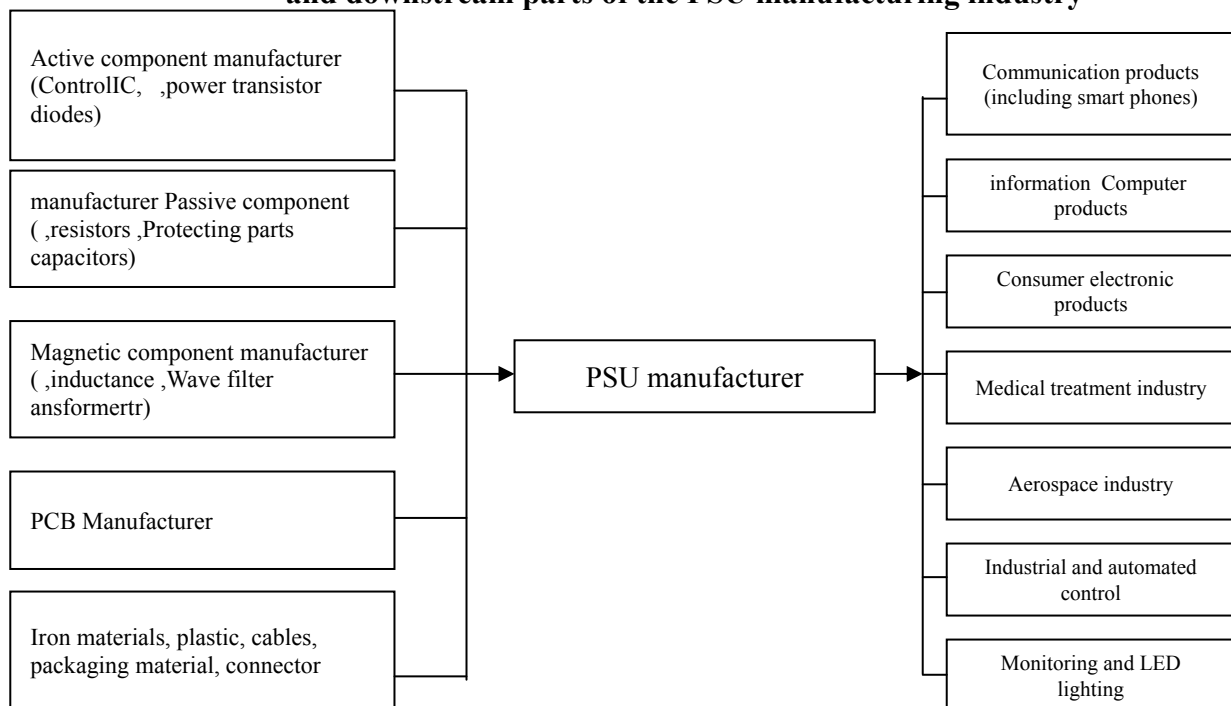 and downstream parts of the PSU manufacturing industry
Active component manufacturer
(ControlIC, ,power transistor
diodes)
manufacturer Passive component
( ,resistors ,Protecting parts
capacitors)
Magnetic component manufacturer
( ,inductance ,Wave filter
ansformertr)
PCB Manufacturer
Iron materials, plastic, cables,
packaging material, connector
PSU manufacturer
Communication products
(including smart phones)
information Computer
products
Consumer electronic
products
Medical treatment industry
Aerospace industry
Industrial and automated
control
Monitoring and LED
lighting